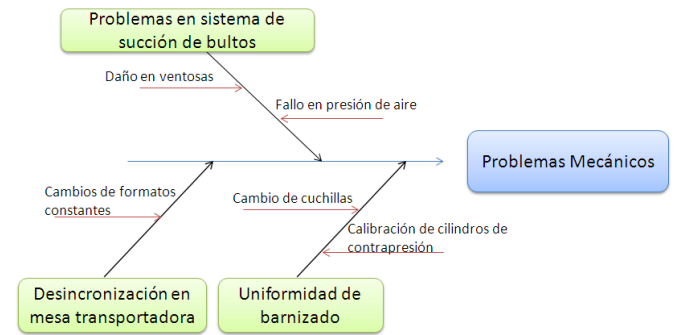 Problemas en sistema de
succión de bultos
Daño en ventosas
Fallo en presión de aire
Problemas Mecánicos
Cambios de formatos
constantes
Cambio de cuchillas
Calibración de cilindros de
contrapresión
Desincronización en
mesa transportadora
Uniformidad de
barnizado